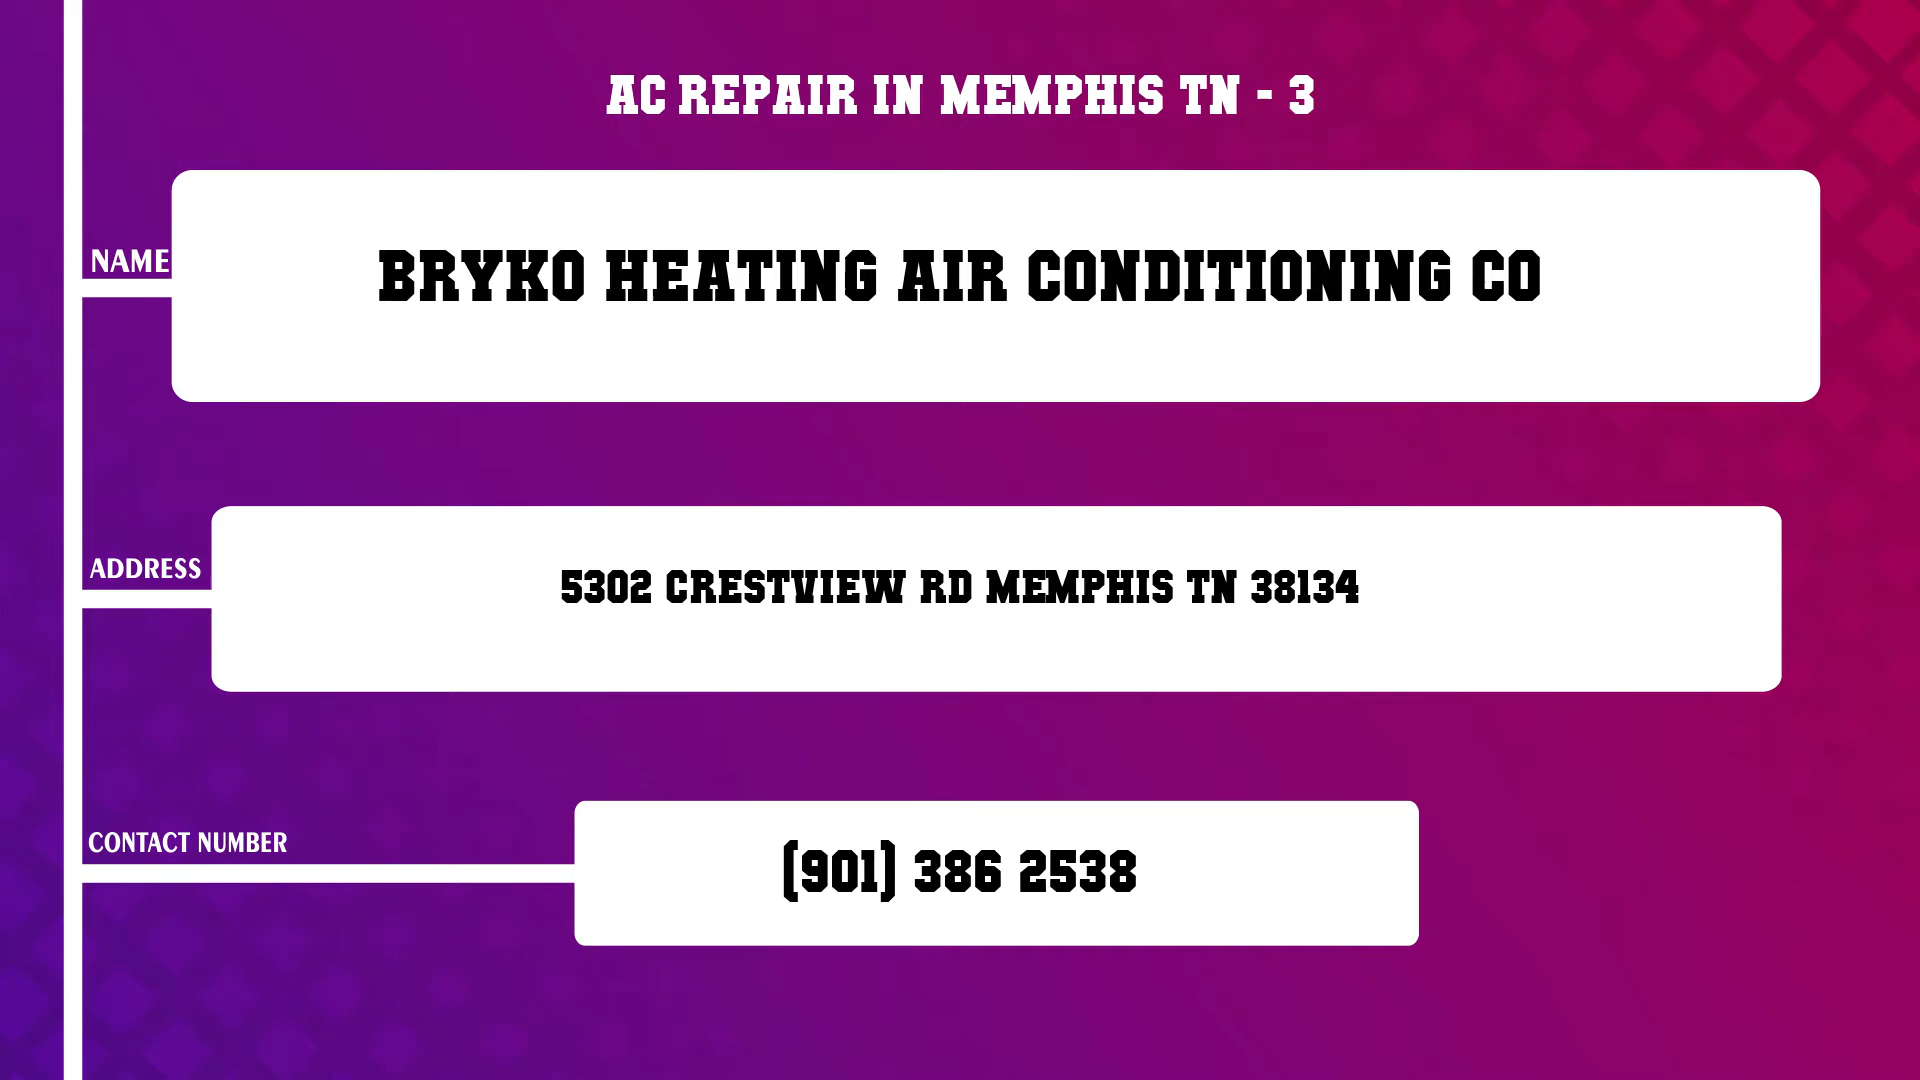 AC REPAIR IN MEMPHIS TN - 3
NAME
BRYKO HEATING AIR CONDITIONING CO
ADDRESS
5302 CRESTVIEW RD MEMPHIS TN 38134
CONTACT NUMBER
(901) 386 2538